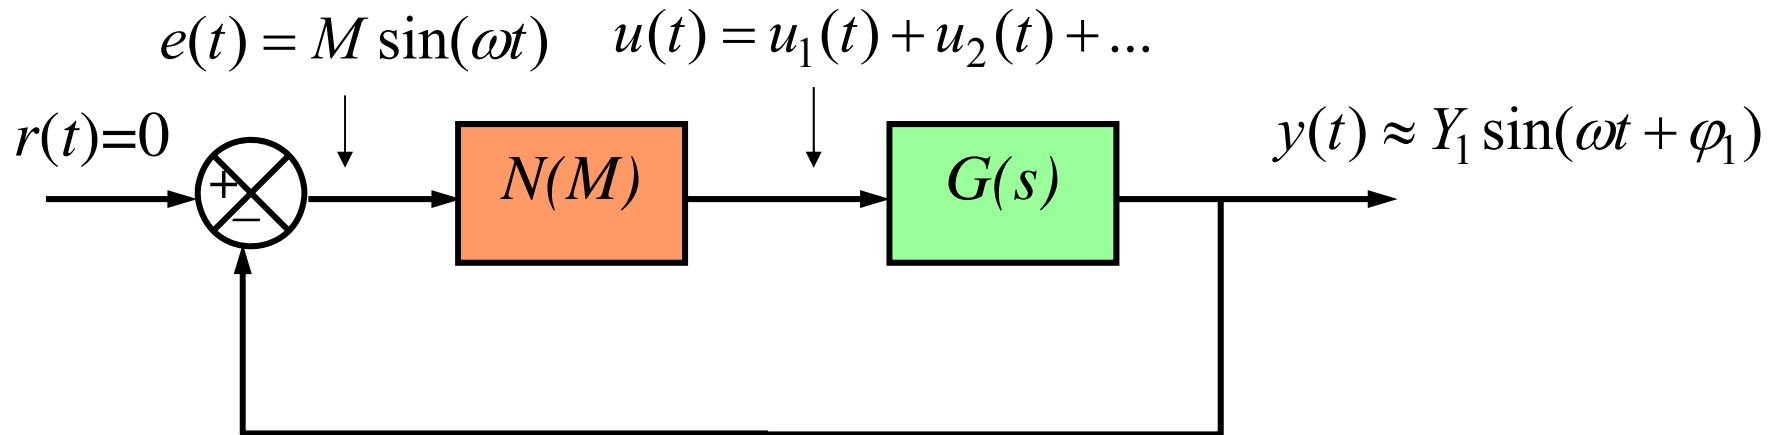 e(t) = M sin(ωt) u(t) = u₁(t) + u₂(t) + ...
r(t)=0
+
−
N(M)
G(s)
y(t) ≈ Y₁ sin(ωt + φ₁)